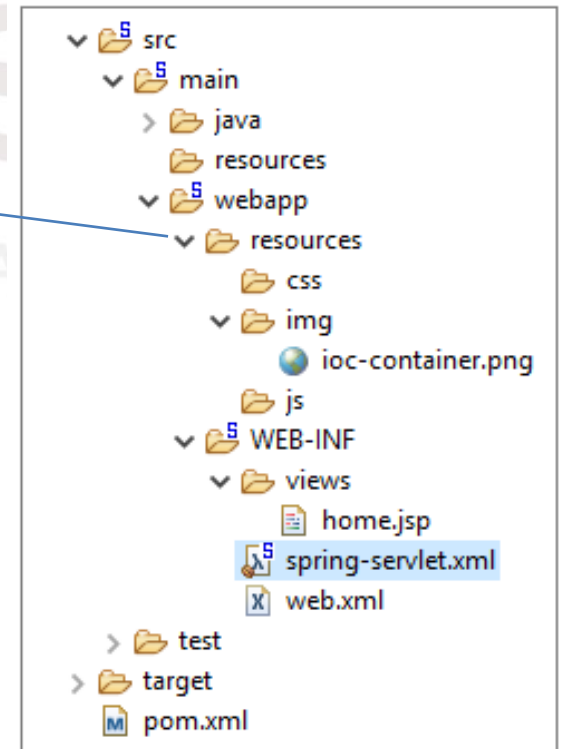 src
main
java
resources
webapp
resources
css
img
ioc-container.png
js
WEB-INF
views
home.jsp
spring-servlet.xml
web.xml
test
target
pom.xml